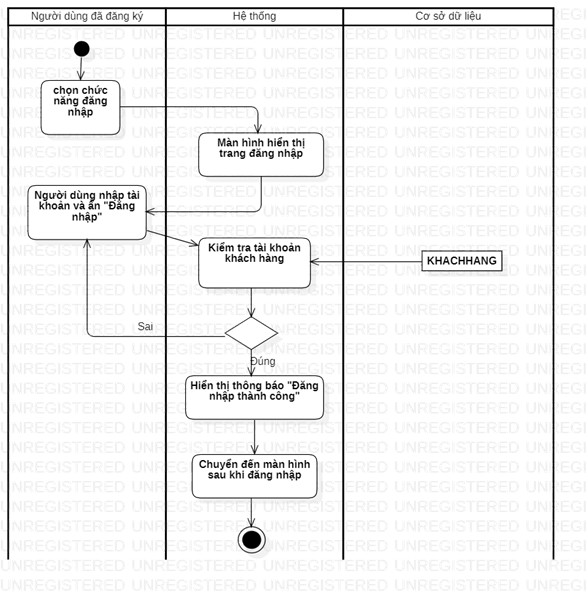 Người dùng đã đăng ký
Hệ thống
Cơ sở dữ liệu
chọn chức
năng đăng
nhập
Màn hình hiển thị
trang đăng nhập
Người dùng nhập tài
khoản và ấn "Đăng
nhập"
Kiểm tra tài khoản
khách hàng
KHACHHANG
Sai
Đúng
Hiển thị thông báo "Đăng
nhập thành công"
Chuyển đến màn hình
sau khi đăng nhập
UNREGISTERED